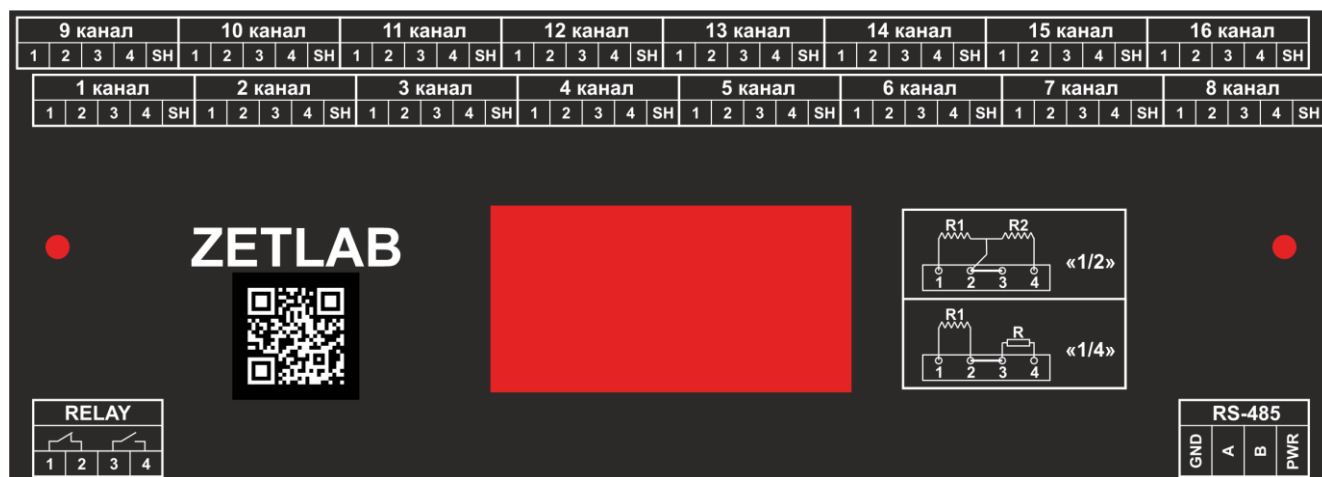 9 канал 10 канал 11 канал 12 канал 13 канал 14 канал 15 канал 16 канал
1 2 3 4 SH 1 2 3 4 SH 1 2 3 4 SH 1 2 3 4 SH 1 2 3 4 SH 1 2 3 4 SH 1 2 3 4 SH 1 2 3 4 SH
1 канал 2 канал 3 канал 4 канал 5 канал 6 канал 7 канал 8 канал
1 2 3 4 SH 1 2 3 4 SH 1 2 3 4 SH 1 2 3 4 SH 1 2 3 4 SH 1 2 3 4 SH 1 2 3 4 SH 1 2 3 4 SH
ZETLAB
R1 R2
«1/2»
1 2 3 4
R1
R
«1/4»
1 2 3 4
RELAY
1 2 3 4
RS-485
GND A B PWR